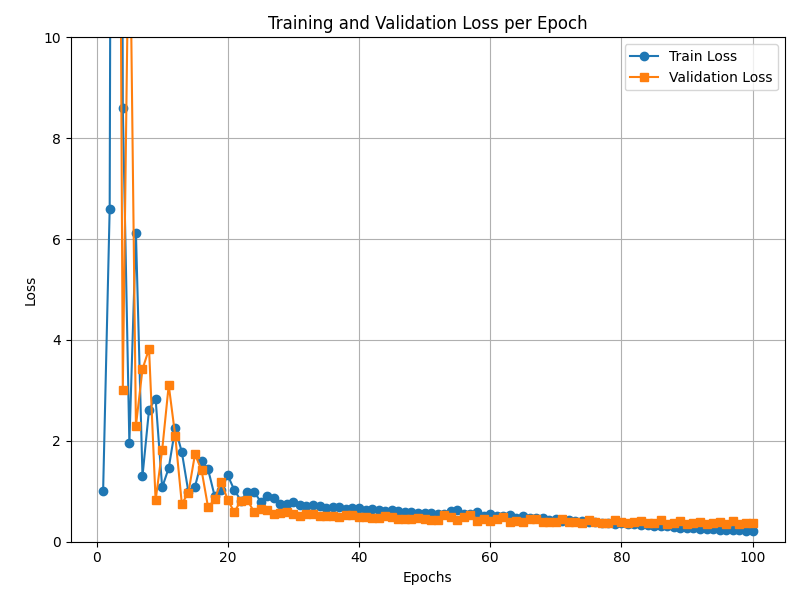 Training and Validation Loss per Epoch
Train Loss
Validation Loss
10
8
6
4
2
0
Loss
0 20 40 60 80 100
Epochs